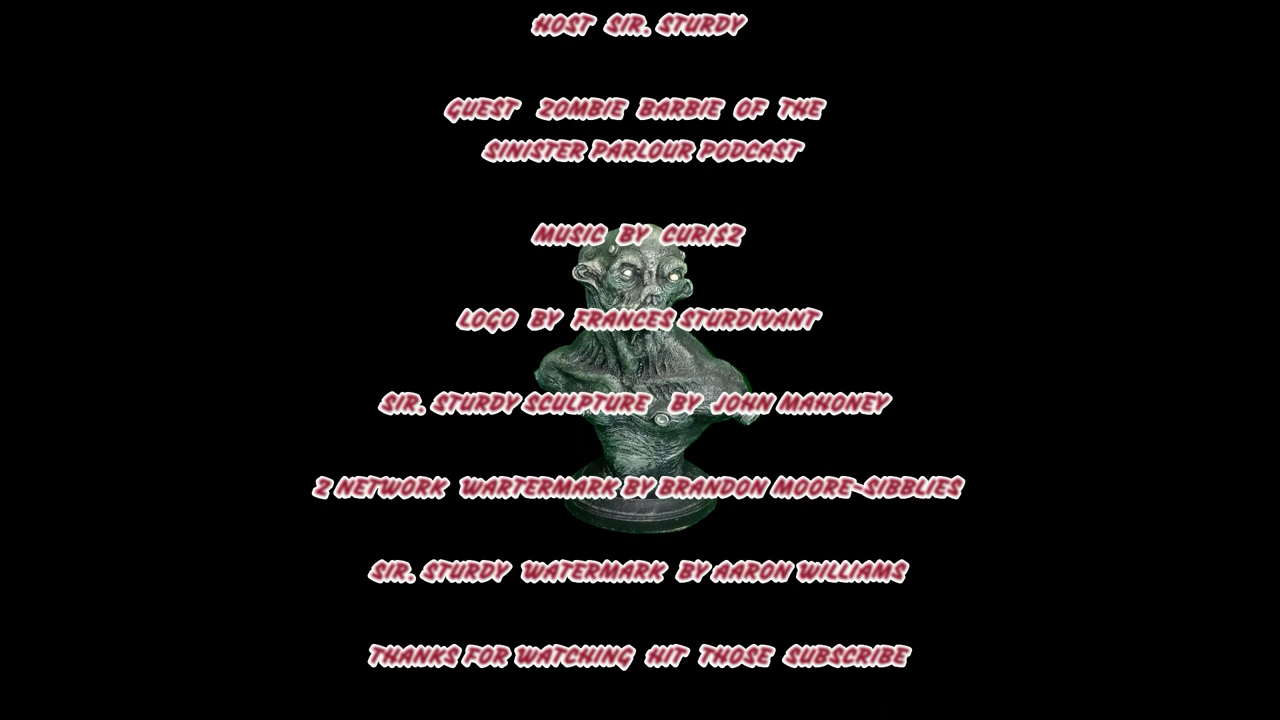 HOST SIR. STURDY
GUEST ZOMBIE BARBIE OF THE
SINISTER PARLOUR PODCAST
MUSIC BY CURISZ
LOGO BY FRANCES STURDIVANT
SIR. STURDY SCULPTURE BY JOHN MAHONEY
Z NETWORK WARTERMARK BY BRANDON MOORE-SIBBLIES
SIR. STURDY WATERMARK BY AARON WILLIAMS
THANKS FOR WATCHING HIT THOSE SUBSCRIBE